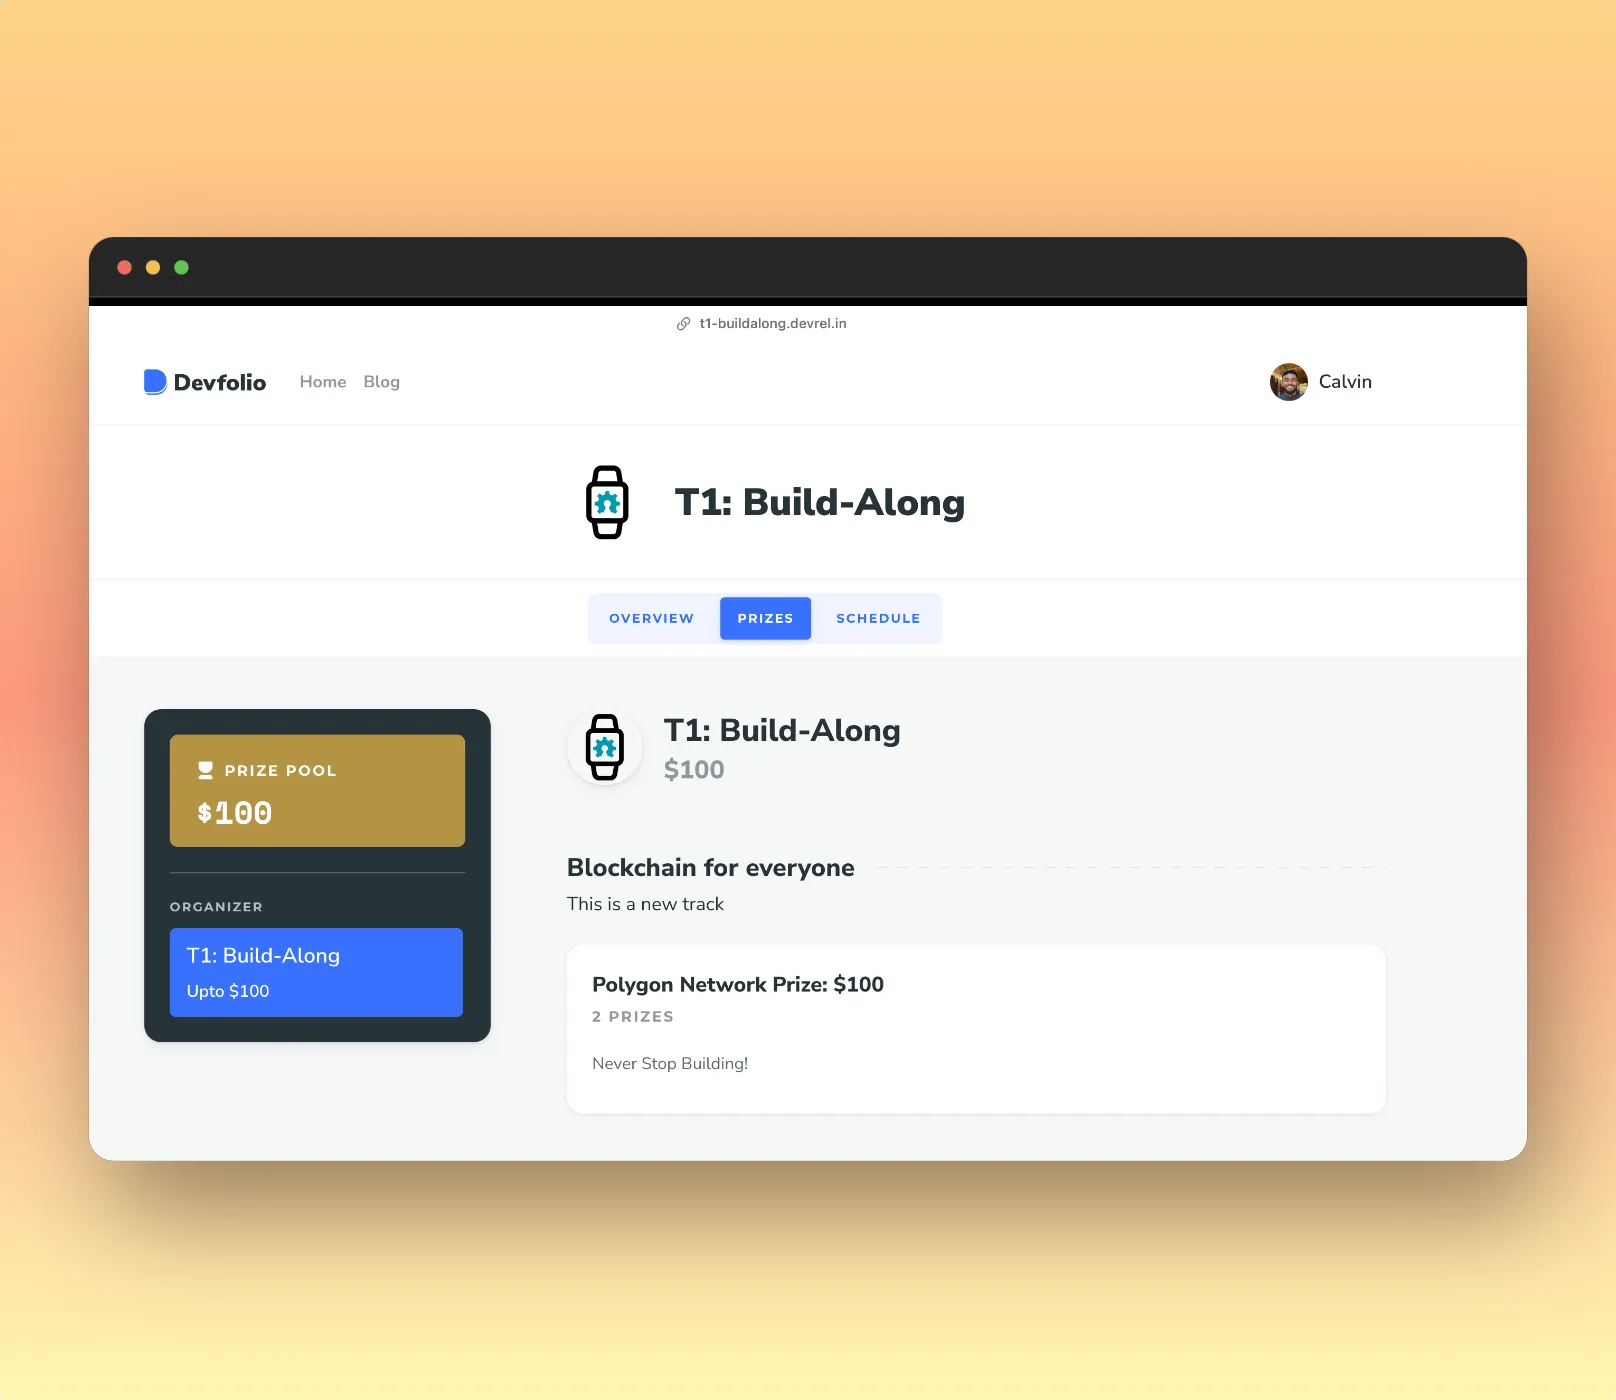 t1-buildalong.devrel.in
Devfolio Home Blog Calvin
T1: Build-Along
OVERVIEW PRIZES SCHEDULE
PRIZE POOL
$100
ORGANIZER
T1: Build-Along
Upto $100
T1: Build-Along
$100
Blockchain for everyone
This is a new track
Polygon Network Prize: $100
2 PRIZES
Never Stop Building!